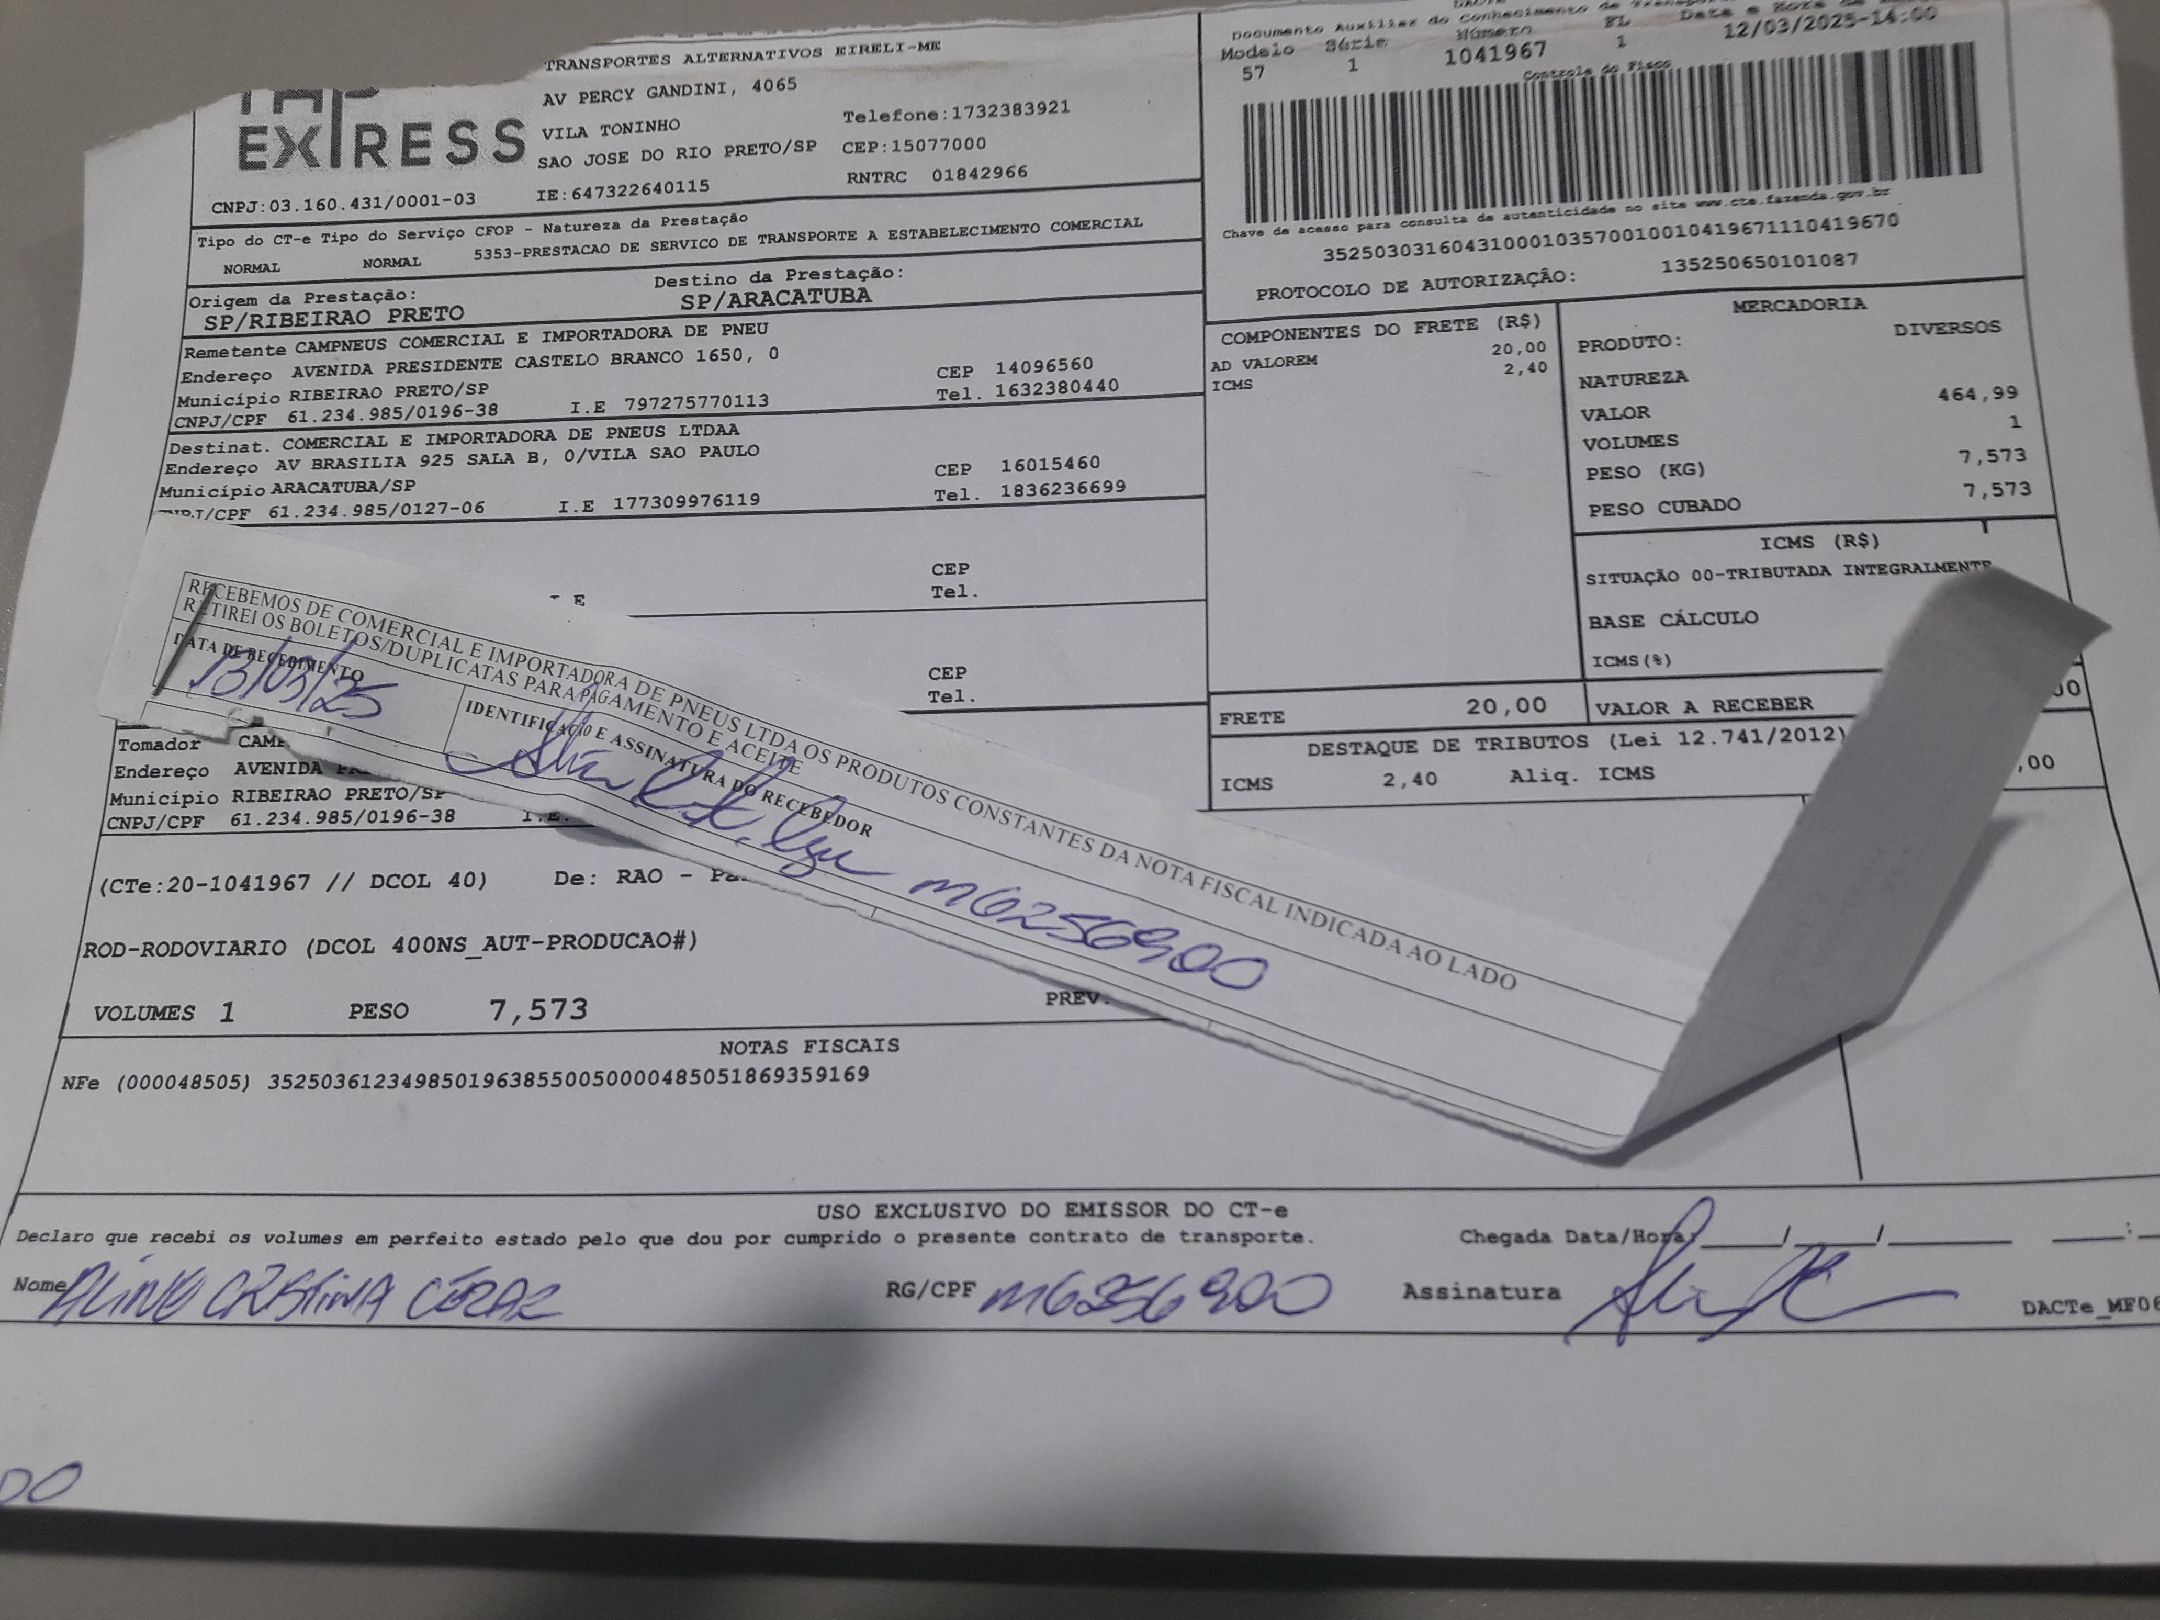 TRANSPORTES ALTERNATIVOS EIRELI-ME
EXPRESS
AV PERCY GANDINI, 4065
VILA TONINHO
Telefone:1732383921
SAO JOSE DO RIO PRETO/SP CEP:15077000
CNPJ:03.160.431/0001-03
IE:647322640115
RNTRC 01842966
Documento Auxiliar do Conhecimento de
Modelo Série Número FL Data e Hora de
57 1 1041967 1 12/03/2025-14:00
Controle do Fisco
Chave de acesso para consulta de autenticidade no site www.cte.fazenda.gov.br
35250303160431000103570010010419671110419670
PROTOCOLO DE AUTORIZAÇÃO: 135250650101087
Tipo do CT-e Tipo do Serviço CFOP - Natureza da Prestação
NORMAL NORMAL 5353-PRESTACAO DE SERVICO DE TRANSPORTE A ESTABELECIMENTO COMERCIAL
Origem da Prestação: Destino da Prestação:
SP/RIBEIRAO PRETO SP/ARACATUBA
Remetente CAMPNEUS COMERCIAL E IMPORTADORA DE PNEU
Endereço AVENIDA PRESIDENTE CASTELO BRANCO 1650, 0 CEP 14096560
Município RIBEIRAO PRETO/SP Tel. 1632380440
CNPJ/CPF 61.234.985/0196-38 I.E 797275770113
Destinat. COMERCIAL E IMPORTADORA DE PNEUS LTDAA
Endereço AV BRASILIA 925 SALA B, 0/VILA SAO PAULO CEP 16015460
Município ARACATUBA/SP Tel. 1836236699
CNPJ/CPF 61.234.985/0127-06 I.E 177309976119
CEP
Tel.
E
CEP
Tel.
COMPONENTES DO FRETE (R$)
AD VALOREM 20,00
ICMS 2,40
FRETE 20,00
MERCADORIA
PRODUTO: DIVERSOS
NATUREZA
VALOR 464,99
VOLUMES 1
PESO (KG) 7,573
PESO CUBADO 7,573
ICMS (R$)
SITUAÇÃO 00-TRIBUTADA INTEGRALMENTE
BASE CÁLCULO
ICMS(%)
VALOR A RECEBER
DESTAQUE DE TRIBUTOS (Lei 12.741/2012)
ICMS 2,40 Aliq. ICMS ,00
RECEBEMOS DE COMERCIAL E IMPORTADORA DE PNEUS LTDA OS PRODUTOS CONSTANTES DA NOTA FISCAL INDICADA AO LADO
RETIREI OS BOLETOS/DUPLICATAS PARA PAGAMENTO E ACEITE
DATA DE RECEBIMENTO
13/03/25
IDENTIFICAÇÃO E ASSINATURA DO RECEBEDOR
MG256900
Tomador
Endereço AVENIDA
Município RIBEIRAO PRETO/SP
CNPJ/CPF 61.234.985/0196-38 I.E.
(CTe:20-1041967 // DCOL 40) De: RAO -
ROD-RODOVIARIO (DCOL 400NS_AUT-PRODUCAO#)
VOLUMES 1 PESO 7,573 PREV.
NOTAS FISCAIS
NFe (000048505) 35250361234985019638550050000485051869359169
USO EXCLUSIVO DO EMISSOR DO CT-e
Declaro que recebi os volumes em perfeito estado pelo que dou por cumprido o presente contrato de transporte.
Chegada Data/Hora: ____/____/____ ____:
Nome RG/CPF Assinatura
CRISTINA
DACTe_MF06